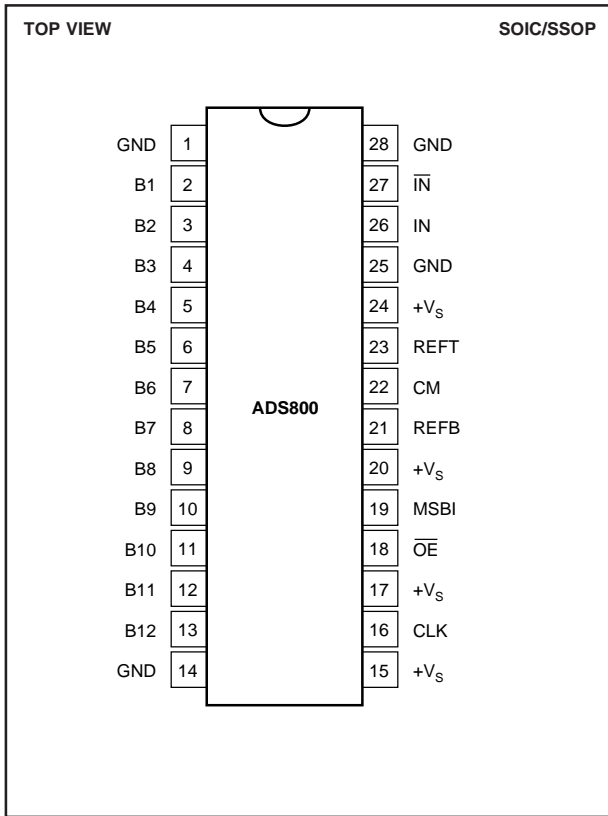 TOP VIEW SOIC/SSOP
GND 1 28 GND
B1 2 27 I̅N̅
B2 3 26 IN
B3 4 25 GND
B4 5 24 +VS
B5 6 23 REFT
B6 7 22 CM
ADS800
B7 8 21 REFB
B8 9 20 +VS
B9 10 19 MSBI
B10 11 18 O̅E̅
B11 12 17 +VS
B12 13 16 CLK
GND 14 15 +VS